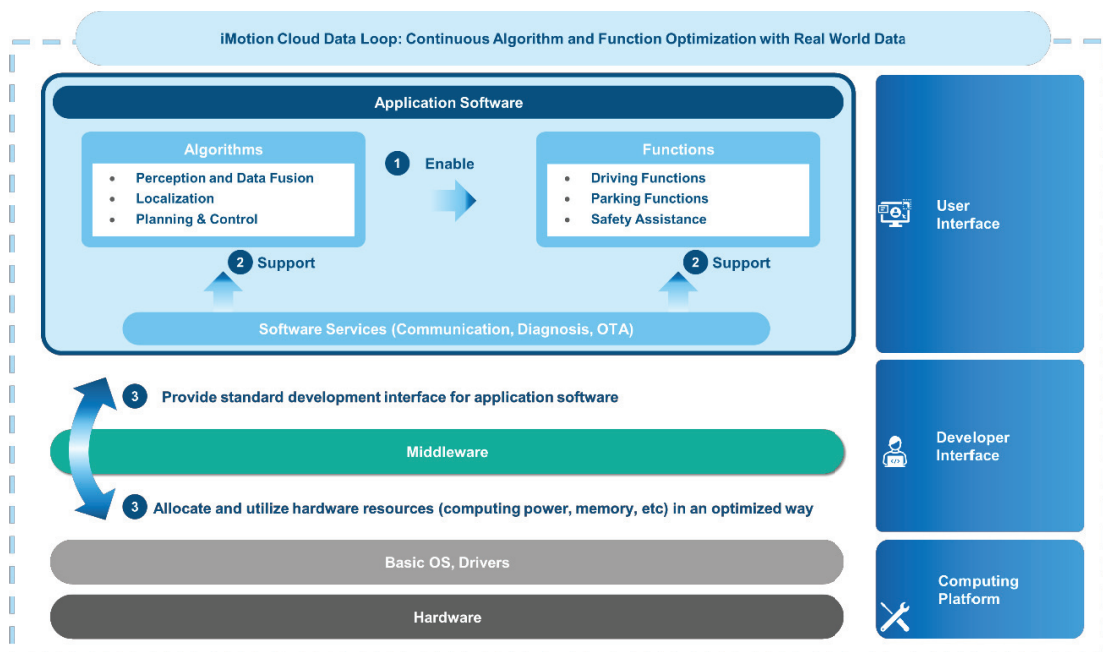 iMotion Cloud Data Loop: Continuous Algorithm and Function Optimization with Real World Data
Application Software
Algorithms
• Perception and Data Fusion
• Localization
• Planning & Control
1 Enable
Functions
• Driving Functions
• Parking Functions
• Safety Assistance
2 Support
2 Support
Software Services (Communication, Diagnosis, OTA)
User
Interface
3 Provide standard development interface for application software
Middleware
3 Allocate and utilize hardware resources (computing power, memory, etc) in an optimized way
Developer
Interface
Basic OS, Drivers
Hardware
Computing
Platform